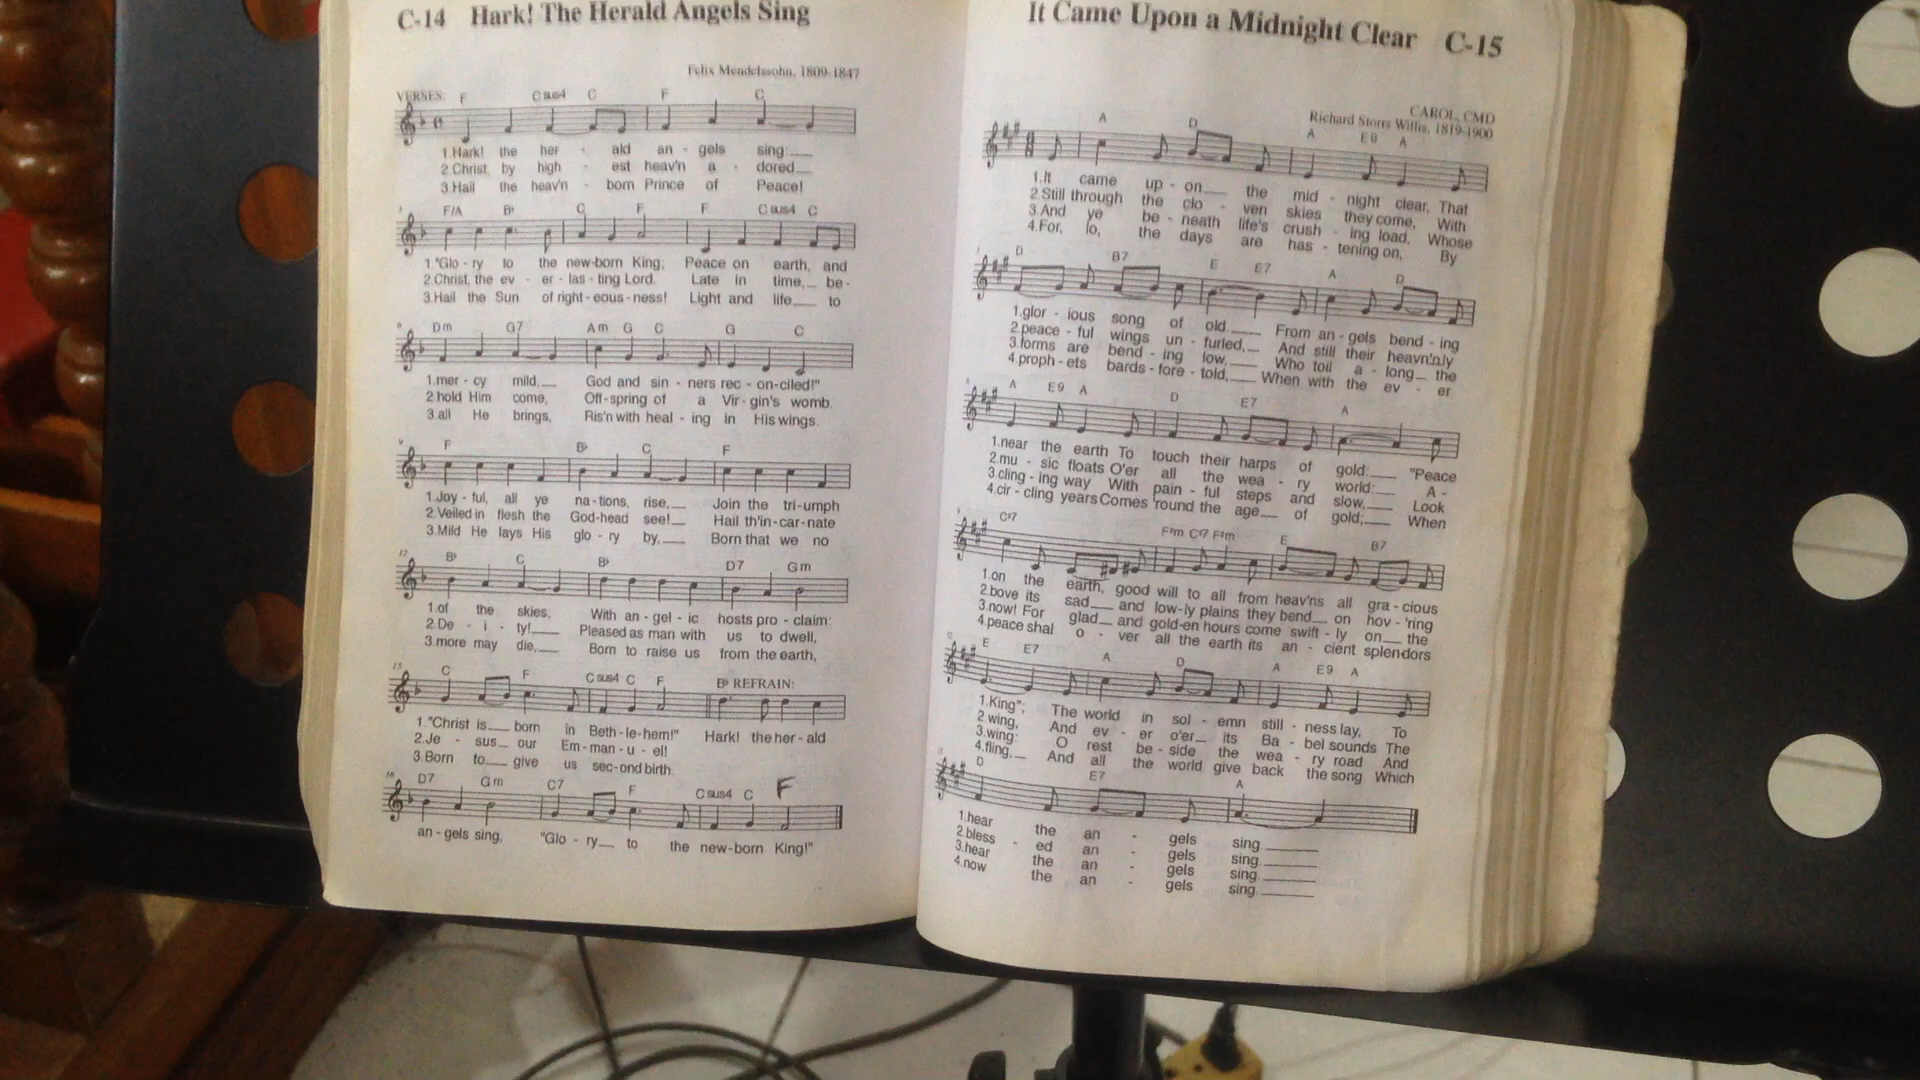 C-14 Hark! The Herald Angels Sing
Felix Mendelssohn, 1809-1847
VERSES: F Csus4 C F C
1.Hark! the her - ald an - gels sing:
2.Christ, by high - est heav'n a - dored
3.Hail the heav'n - born Prince of Peace!
F/A B♭ C F F Csus4 C
1."Glo - ry to the new-born King; Peace on earth, and
2.Christ, the ev - er - las - ting Lord. Late in time, be-
3.Hail the Sun of right - eous - ness! Light and life to
6 Dm G7 Am G C G C
1.mer - cy mild, God and sin - ners rec - on-ciled!"
2.hold Him come, Off-spring of a Vir - gin's womb.
3.all He brings, Ris'n with heal - ing in His wings.
9 F B♭ C F
1.Joy - ful, all ye na - tions, rise, Join the tri-umph
2.Veiled in flesh the God-head see! Hail th'in-car-nate
3.Mild He lays His glo - ry by, Born that we no
12 B♭ C B♭ D7 Gm
1.of the skies, With an - gel - ic hosts pro - claim:
2.De - i - ty! Pleased as man with us to dwell,
3.more may die, Born to raise us from the earth,
15 C F Csus4 C F B♭ REFRAIN:
1."Christ is born in Beth - le-hem!" Hark! the her - ald
2.Je - sus our Em - man - u - el!
3.Born to give us sec-ond birth.
18 D7 Gm C7 F Csus4 C F
an - gels sing, "Glo - ry to the new-born King!"
It Came Upon a Midnight Clear C-15
CAROL, CMD
Richard Storrs Willis, 1819-1900
A D A E9 A
1.It came up - on the mid - night clear, That
2.Still through the clo - ven skies they come, With
3.And ye be - neath life's crush - ing load, Whose
4.For, lo, the days are has - tening on, By
D B7 E E7 A D
1.glor - ious song of old. From an - gels bend - ing
2.peace - ful wings un - furled, And still their heavn'nly
3.forms are bend - ing low, Who toil a - long the
4.proph - ets bards - fore - told, When with the ev - er
A E9 A D E7 A
1.near the earth To touch their harps of gold: "Peace
2.mu - sic floats O'er all the wea - ry world: A -
3.cling - ing way With pain - ful steps and slow, Look
4.cir - cling years Comes 'round the age of gold; When
C♯7 F♯m C♯7 F♯m E B7
1.on the earth, good will to all from heav'ns all gra - cious
2.bove its sad and low-ly plains they bend on hov - 'ring
3.now! For glad and gold-en hours come swift - ly on the
4.peace shal o - ver all the earth its an - cient splendors
E E7 A D A E9 A
1.King"; The world in sol - emn still - ness lay, To
2.wing, And ev - er o'er its Ba - bel sounds The
3.wing: O rest be - side the wea - ry road And
4.fling, And all the world give back the song Which
D E7 A
1.hear the an - gels sing.
2.bless - ed an - gels sing.
3.hear the an - gels sing.
4.now the an - gels sing.